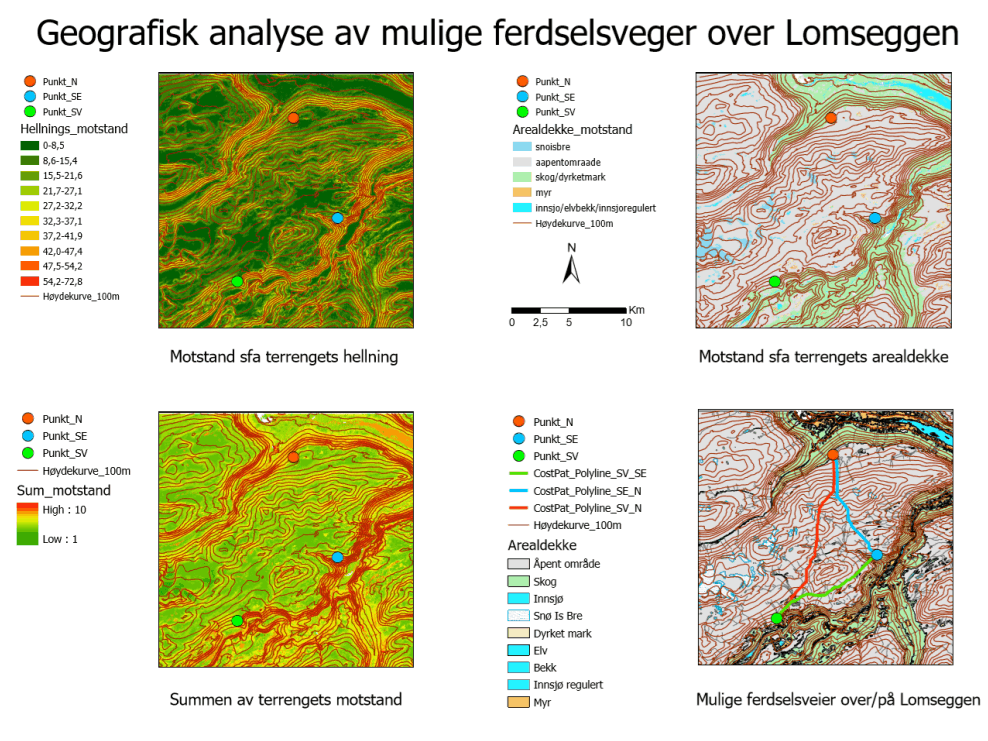 Geografisk analyse av mulige ferdselsveger over Lomseggen
Punkt_N
Punkt_SE
Punkt_SV
Hellnings_motstand
0-8,5
8,6-15,4
15,5-21,6
21,7-27,1
27,2-32,2
32,3-37,1
37,2-41,9
42,0-47,4
47,5-54,2
54,2-72,8
Høydekurve_100m
Motstand sfa terrengets hellning
Punkt_N
Punkt_SE
Punkt_SV
Arealdekke_motstand
snoisbre
aapentomraade
skog/dyrketmark
myr
innsjo/elvbekk/innsjoregulert
Høydekurve_100m
N
Km
0 2,5 5 10
Motstand sfa terrengets arealdekke
Punkt_N
Punkt_SE
Punkt_SV
Høydekurve_100m
Sum_motstand
High : 10
Low : 1
Summen av terrengets motstand
Punkt_N
Punkt_SE
Punkt_SV
CostPat_Polyline_SV_SE
CostPat_Polyline_SE_N
CostPat_Polyline_SV_N
Høydekurve_100m
Arealdekke
Åpent område
Skog
Innsjø
Snø Is Bre
Dyrket mark
Elv
Bekk
Innsjø regulert
Myr
Mulige ferdselsveier over/på Lomseggen